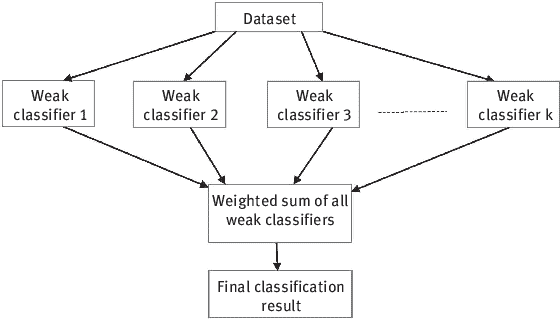 Dataset
Weak
classifier 1
Weak
classifier 2
Weak
classifier 3
Weak
classifier k
Weighted sum of all
weak classifiers
Final classification
result